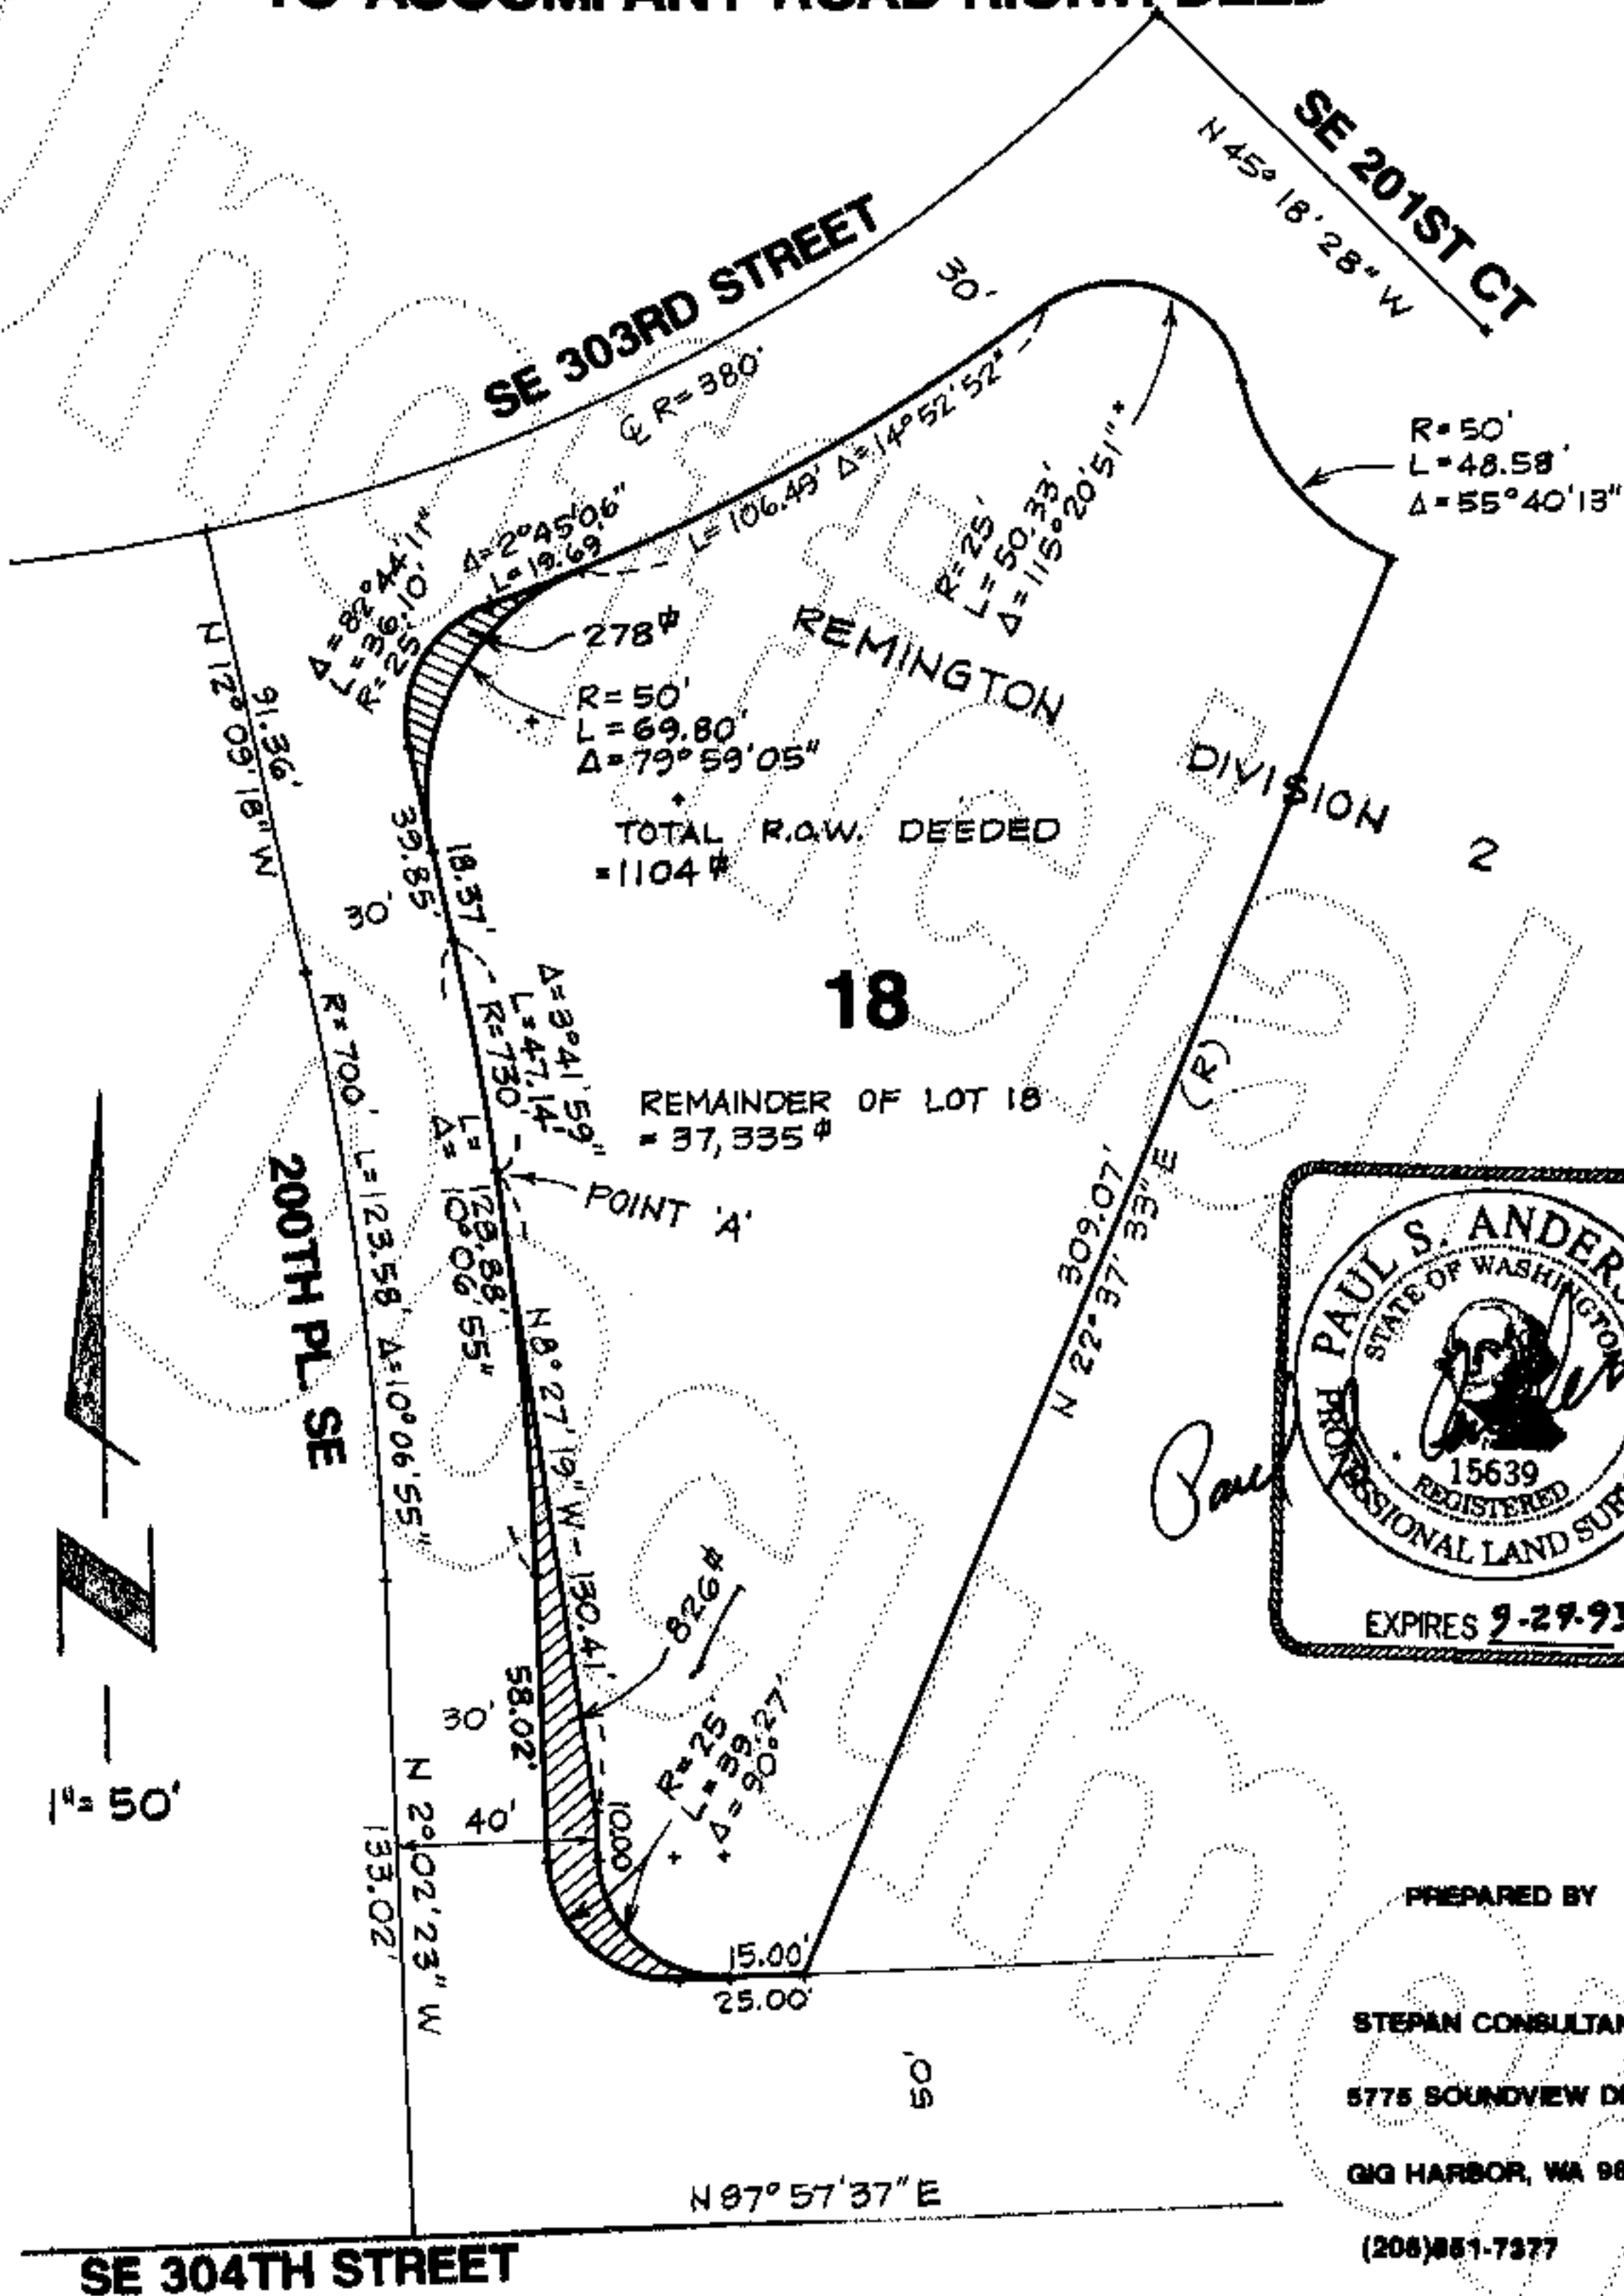 TO ACCOMPANY ROAD RIGHT DEED
SE 201ST CT
N 45° 18' 28" W
SE 303RD STREET
30'
℄ R=380'
R=50'
L=48.58'
Δ=55°40'13"
L=106.49' Δ=14°52'52"
R=25'
L=50.33'
Δ=115°20'51"
Δ=2°45'06"
L=19.69'
Δ=82°44'17"
L=36.10'
R=25'
278⌗
R=50'
L=69.80'
Δ=79°59'05"
REMINGTON
DIVISION 2
TOTAL R.O.W. DEEDED
=1104⌗
91.36'
N 12° 09' 18" W
39.85'
18.37'
30'
18
Δ=3°41'59"
L=47.14'
R=730'
REMAINDER OF LOT 18
= 37,335⌗
POINT 'A'
R=700' L=123.58' Δ=10°06'55"
L= 128.88'
Δ= 10°06'55"
200TH PL. SE
309.07' (R)
N 22° 37' 33" E
N 8° 27' 19" W - 130.41'
826⌗
58.02'
30'
R=25'
L=39.27'
Δ=90°
10.00
40'
N 2°02'23" W
133.02'
15.00'
25.00'
50'
N 87°57'37" E
SE 304TH STREET
1"= 50'
PAUL S. ANDERS
STATE OF WASHINGTON
15639
REGISTERED
PROFESSIONAL LAND SUR
EXPIRES 9-29-93
Paul
PREPARED BY
STEPAN CONSULTAN
5775 SOUNDVIEW D
GIG HARBOR, WA 98
(206)851-7377
Unofficial
Document